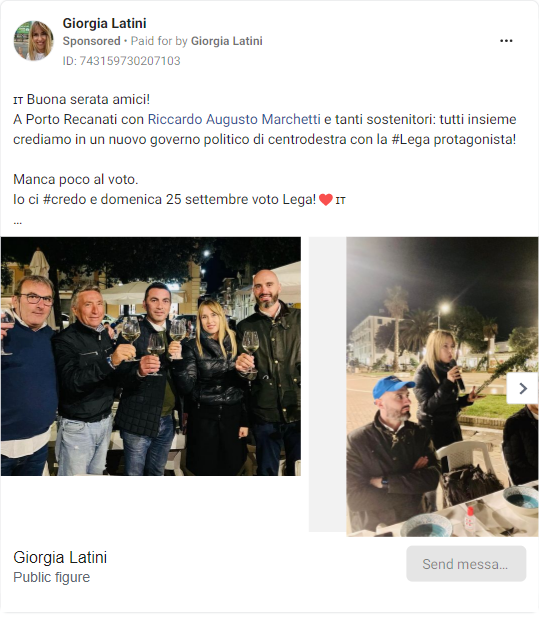 Giorgia Latini
Sponsored • Paid for by Giorgia Latini
ID: 743159730207103
IT Buona serata amici!
A Porto Recanati con Riccardo Augusto Marchetti e tanti sostenitori: tutti insieme
crediamo in un nuovo governo politico di centrodestra con la #Lega protagonista!
Manca poco al voto.
Io ci #credo e domenica 25 settembre voto Lega!❤️ IT
...
Giorgia Latini
Public figure
Send messa...